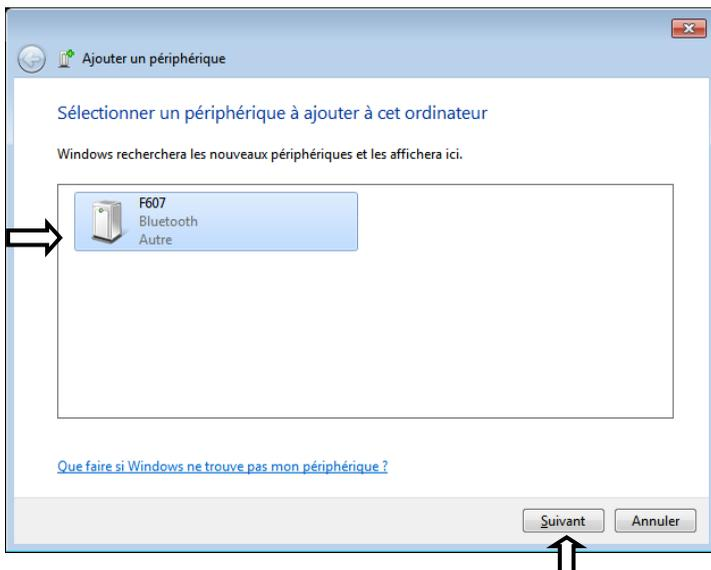 Ajouter un périphérique
Sélectionner un périphérique à ajouter à cet ordinateur
Windows recherchera les nouveaux périphériques et les affichera ici.
F607
Bluetooth
Autre
Que faire si Windows ne trouve pas mon périphérique ?
Suivant Annuler